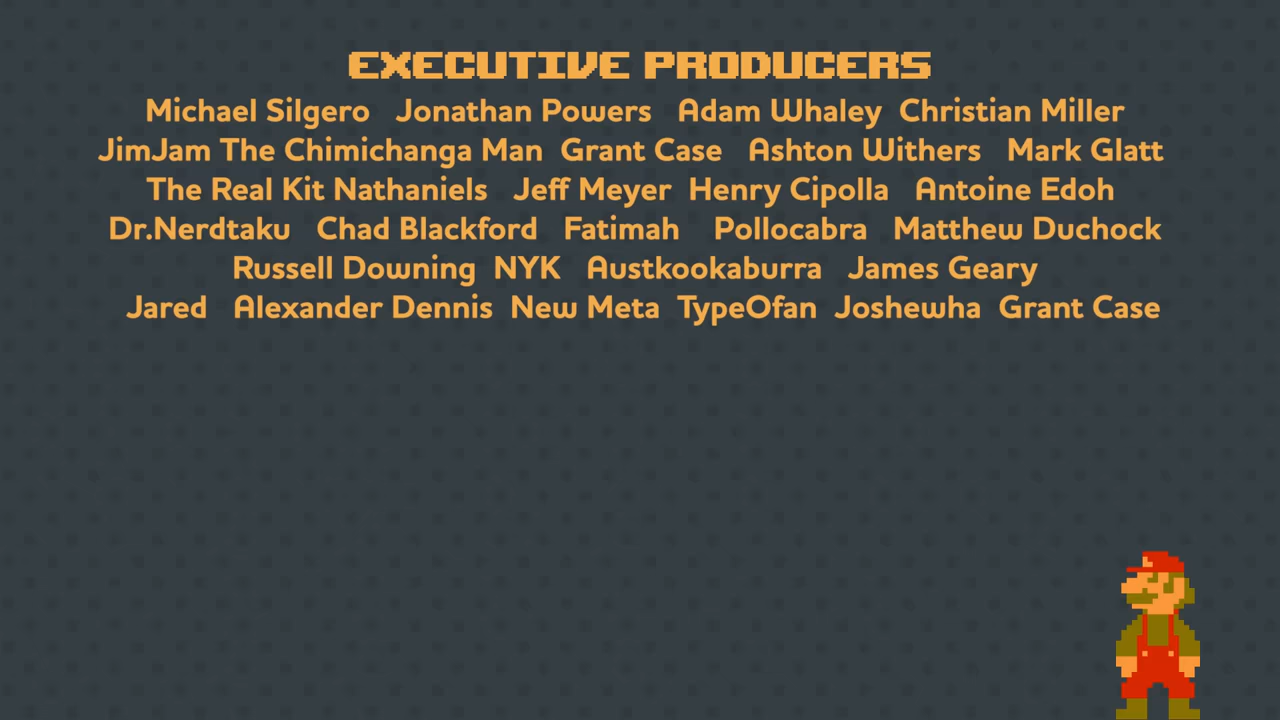 EXECUTIVE PRODUCERS
Michael Silgero Jonathan Powers Adam Whaley Christian Miller
JimJam The Chimichanga Man Grant Case Ashton Withers Mark Glatt
The Real Kit Nathaniels Jeff Meyer Henry Cipolla Antoine Edoh
Dr.Nerdtaku Chad Blackford Fatimah Pollocabra Matthew Duchock
Russell Downing NYK Austkookaburra James Geary
Jared Alexander Dennis New Meta TypeOfan Joshewha Grant Case